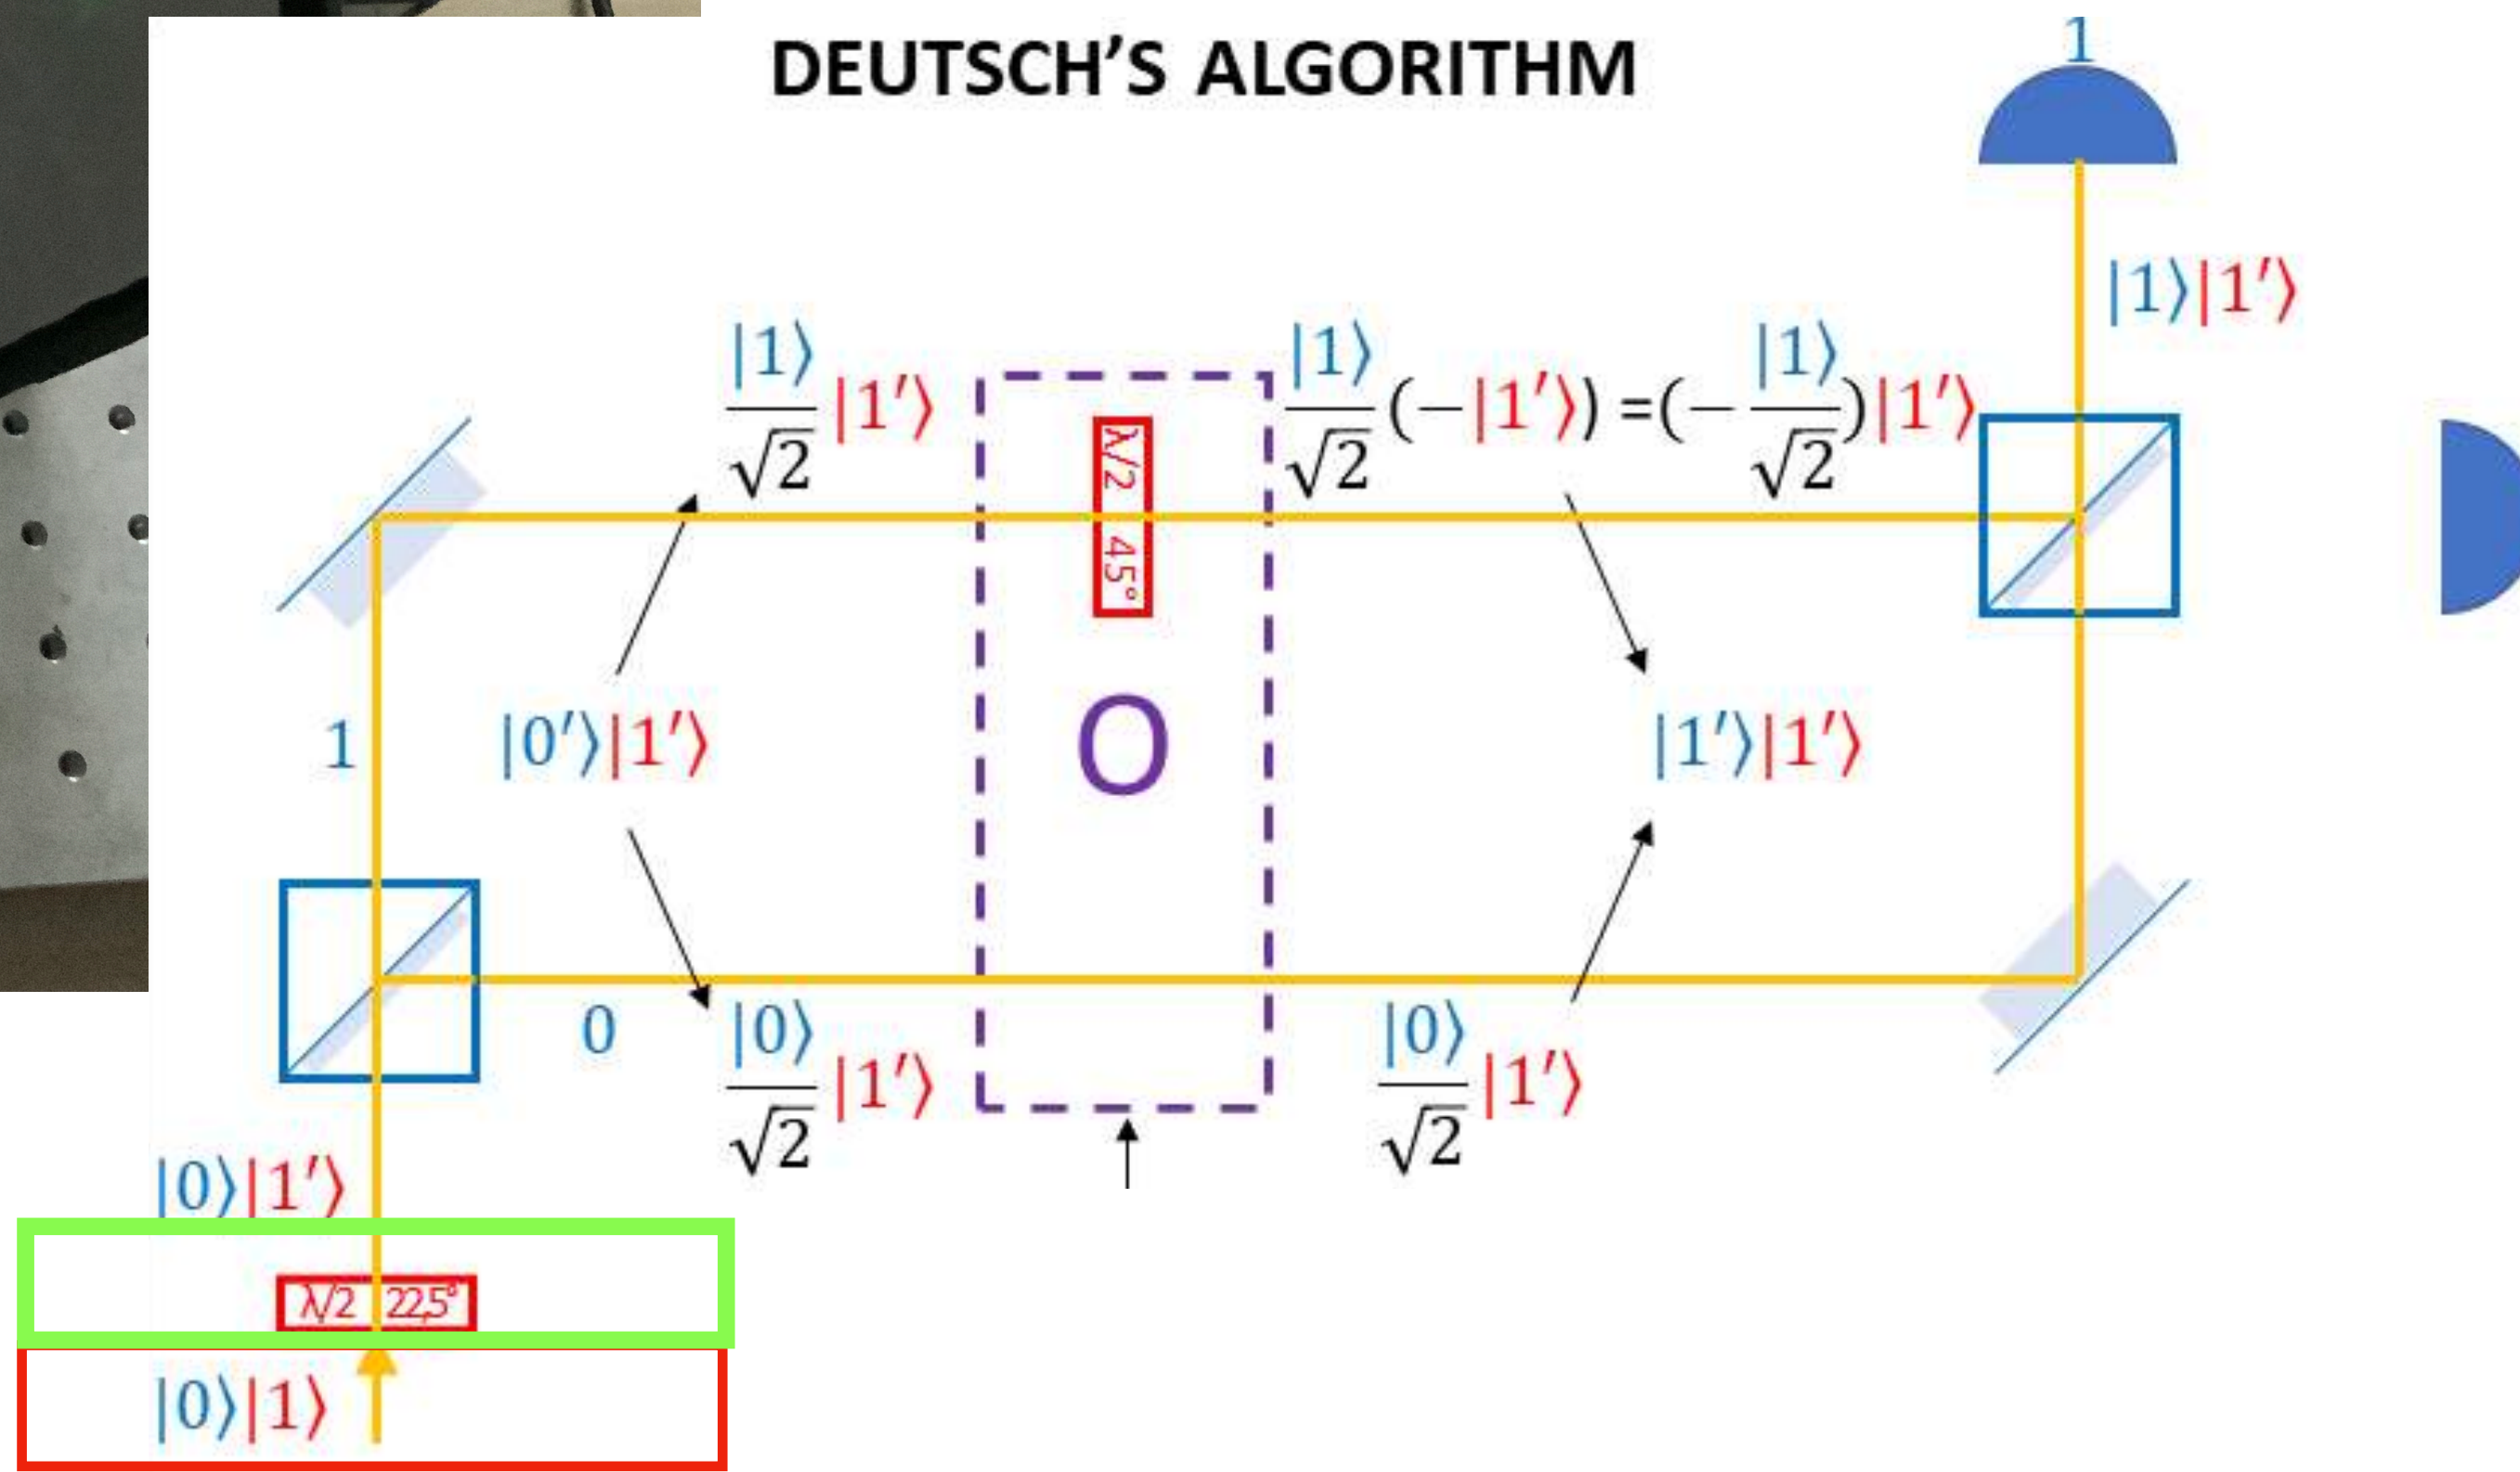 DEUTSCH'S ALGORITHM
1
|1⟩|1′⟩
|1⟩/√2 |1′⟩
|1⟩/√2 (−|1′⟩) =(− |1⟩/√2 )|1′⟩
λ/2 45°
1
|0′⟩|1′⟩
O
|1′⟩|1′⟩
0
|0⟩/√2 |1′⟩
|0⟩/√2 |1′⟩
|0⟩|1′⟩
λ/2 22,5°
|0⟩|1⟩